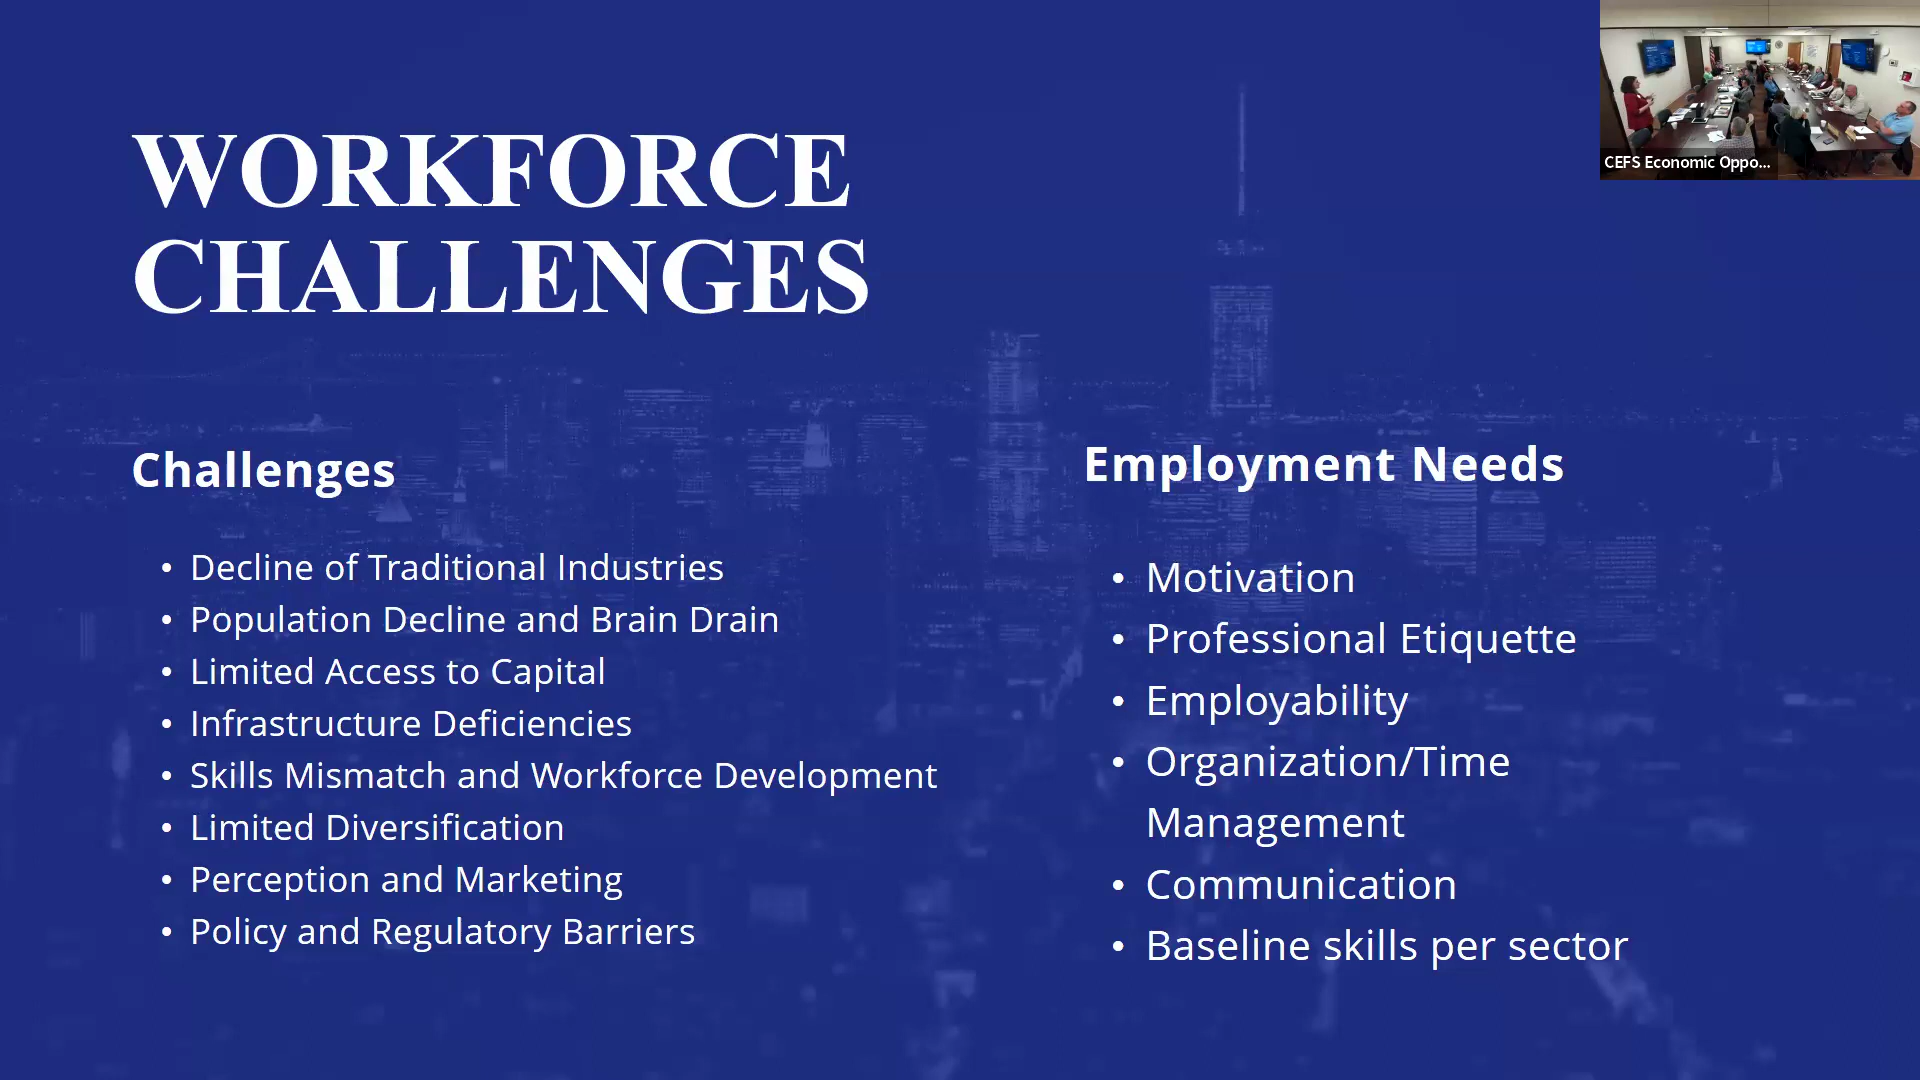 WORKFORCE
CHALLENGES
CEFS Economic Oppo...
Challenges
• Decline of Traditional Industries
• Population Decline and Brain Drain
• Limited Access to Capital
• Infrastructure Deficiencies
• Skills Mismatch and Workforce Development
• Limited Diversification
• Perception and Marketing
• Policy and Regulatory Barriers
Employment Needs
• Motivation
• Professional Etiquette
• Employability
• Organization/Time
Management
• Communication
• Baseline skills per sector